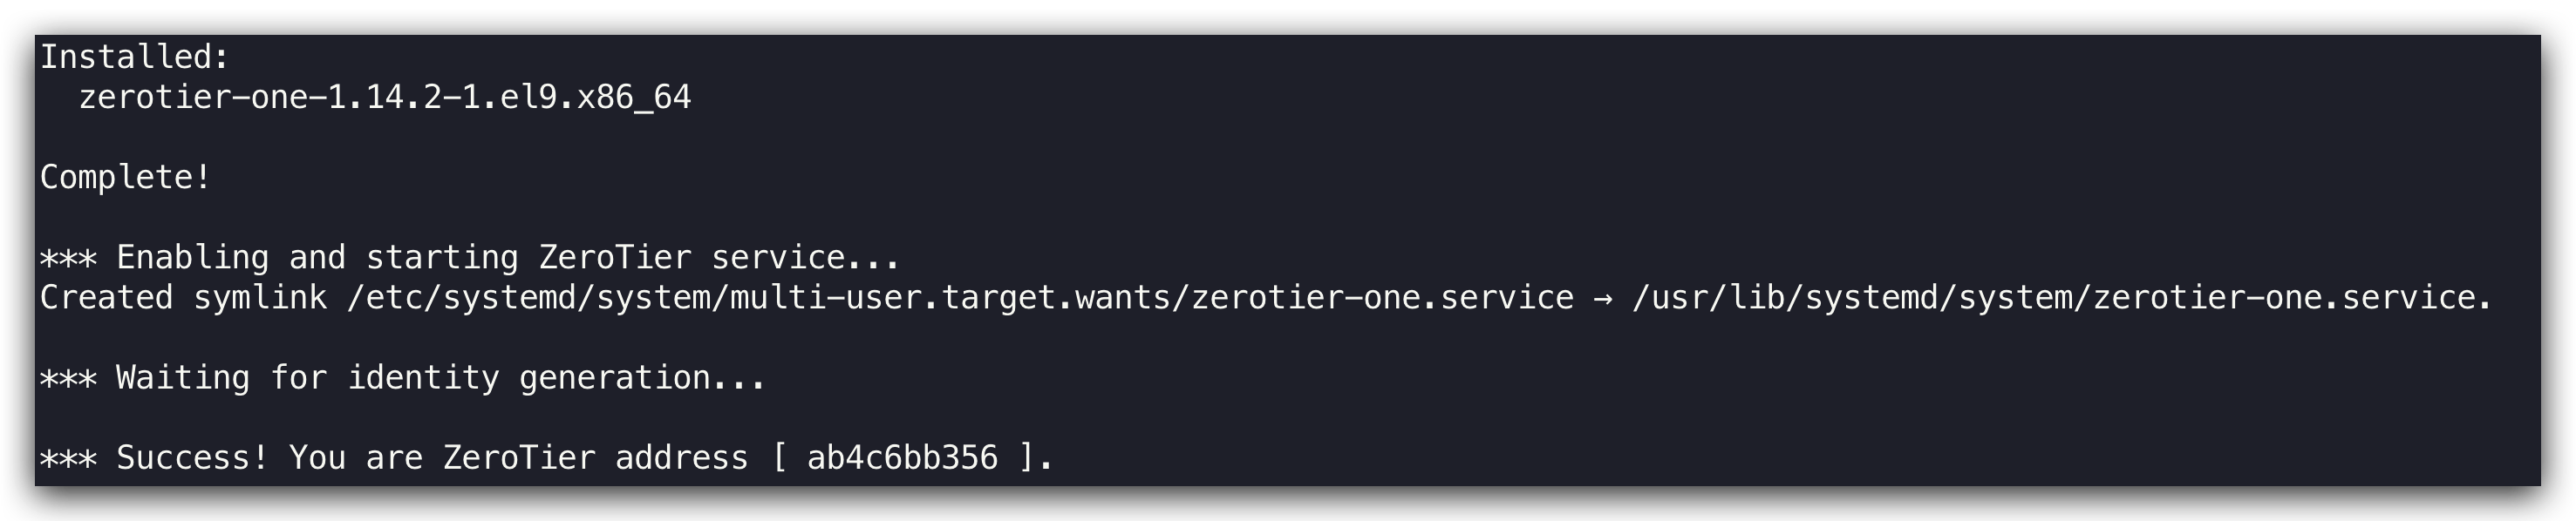 Installed:
  zerotier-one-1.14.2-1.el9.x86_64
Complete!
*** Enabling and starting ZeroTier service...
Created symlink /etc/systemd/system/multi-user.target.wants/zerotier-one.service → /usr/lib/systemd/system/zerotier-one.service.
*** Waiting for identity generation...
*** Success! You are ZeroTier address [ ab4c6bb356 ].